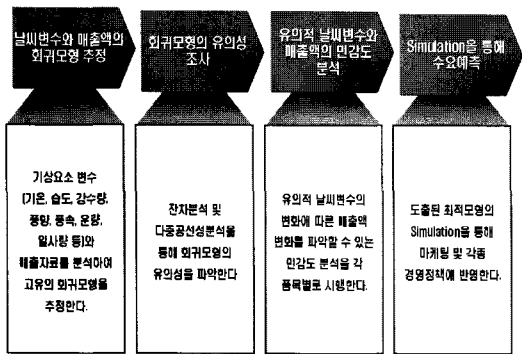 날씨변수와 매출액의
회귀모형 추정
회귀모형의 유의성
조사
유의적 날씨변수와
매출액의 민감도
분석
Simulation을 통해
수요예측
기상요소 변수
(기온, 습도, 강수량,
풍향, 풍속, 운량,
일사량 등)와
매출자료를 분석하여
고유의 회귀모형을
추정한다.
잔차분석 및
다중공선성분석을
통해 회귀모형의
유의성을 파악한다
유의적 날씨변수의
변화에 따른 매출액
변화를 파악할 수 있는
민감도 분석을 각
품목별로 시행한다.
도출된 최적모형의
Simulation을 통해
마케팅 및 각종
경영정책에 반영한다.